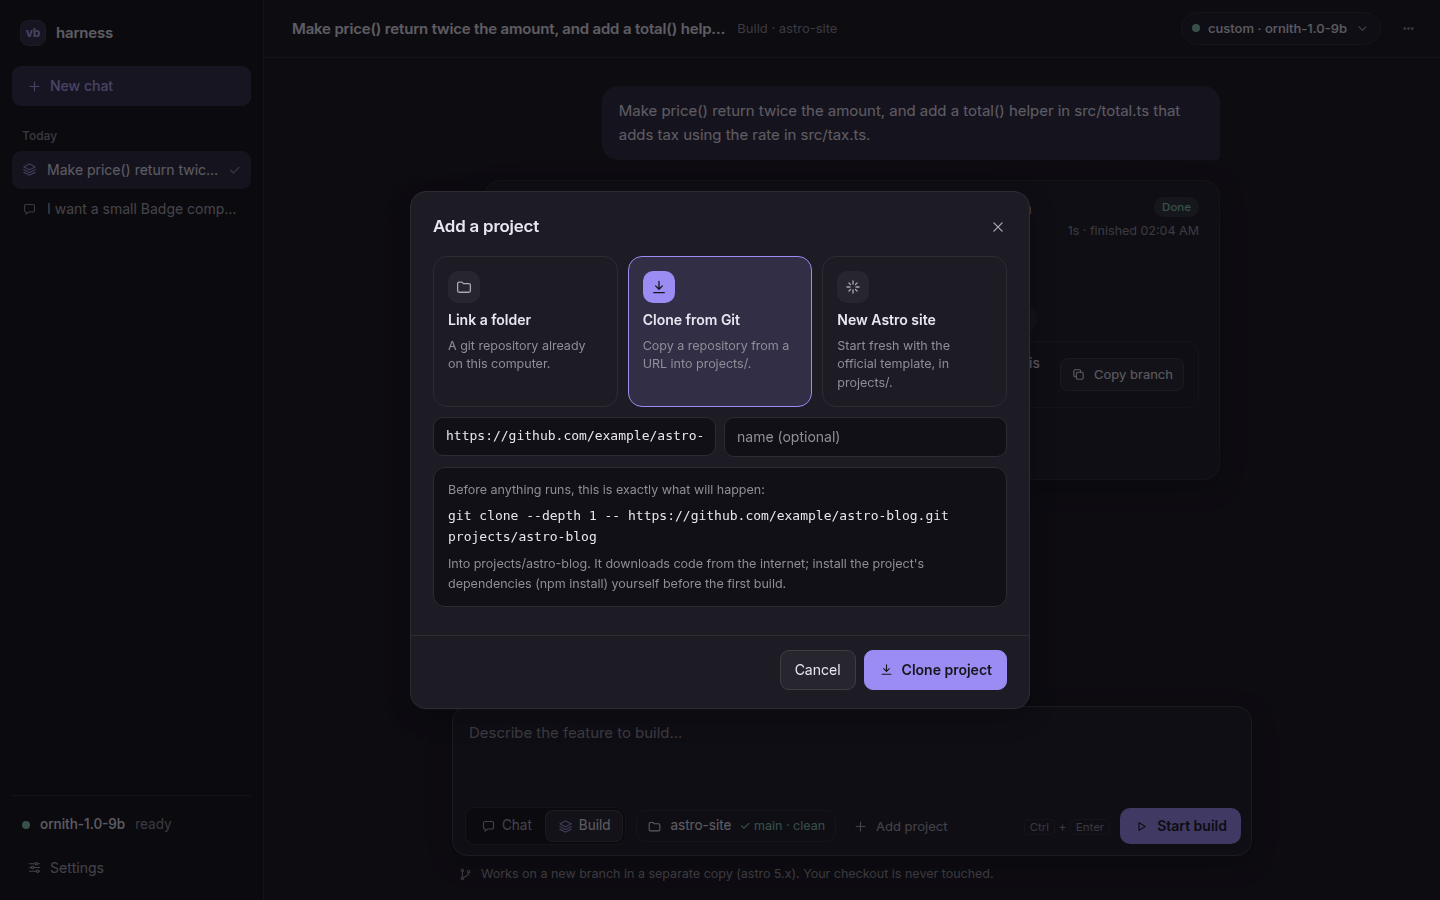 vb harness
New chat
Today
Make price() return twic...
I want a small Badge comp...
ornith-1.0-9b ready
Settings
Make price() return twice the amount, and add a total() help... Build · astro-site
custom · ornith-1.0-9b
Make price() return twice the amount, and add a total() helper in src/total.ts that
adds tax using the rate in src/tax.ts.
Done
1s · finished 02:04 AM
is
Copy branch
Add a project
Link a folder
A git repository already
on this computer.
Clone from Git
Copy a repository from a
URL into projects/.
New Astro site
Start fresh with the
official template, in
projects/.
https://github.com/example/astro-
name (optional)
Before anything runs, this is exactly what will happen:
git clone --depth 1 -- https://github.com/example/astro-blog.git
projects/astro-blog
Into projects/astro-blog. It downloads code from the internet; install the project's
dependencies (npm install) yourself before the first build.
Cancel
Clone project
Describe the feature to build...
Chat
Build
astro-site
main · clean
Add project
Ctrl + Enter
Start build
Works on a new branch in a separate copy (astro 5.x). Your checkout is never touched.